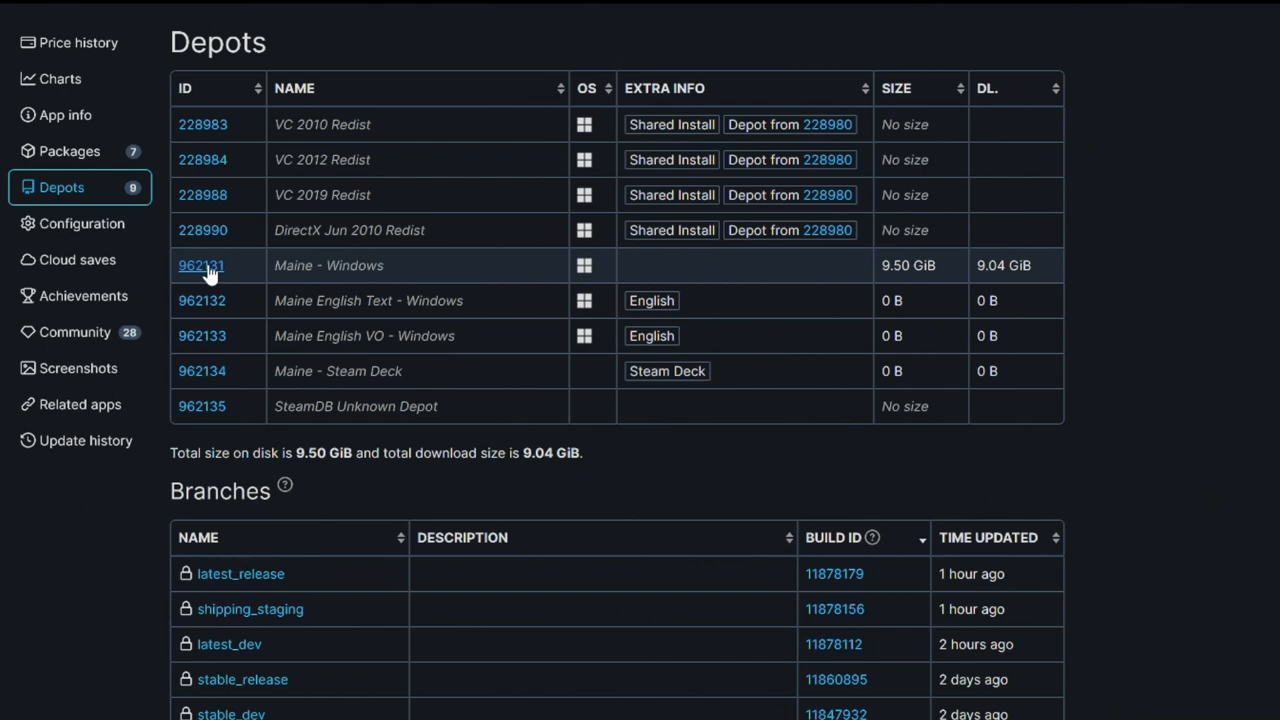 Price history
Charts
App info
Packages 7
Depots 9
Configuration
Cloud saves
Achievements
Community 28
Screenshots
Related apps
Update history
Depots
ID NAME OS EXTRA INFO SIZE DL.
228983 VC 2010 Redist Shared Install Depot from 228980 No size
228984 VC 2012 Redist Shared Install Depot from 228980 No size
228988 VC 2019 Redist Shared Install Depot from 228980 No size
228990 DirectX Jun 2010 Redist Shared Install Depot from 228980 No size
962131 Maine - Windows 9.50 GiB 9.04 GiB
962132 Maine English Text - Windows English 0 B 0 B
962133 Maine English VO - Windows English 0 B 0 B
962134 Maine - Steam Deck Steam Deck 0 B 0 B
962135 SteamDB Unknown Depot No size
Total size on disk is 9.50 GiB and total download size is 9.04 GiB.
Branches ?
NAME DESCRIPTION BUILD ID ? TIME UPDATED
latest_release 11878179 1 hour ago
shipping_staging 11878156 1 hour ago
latest_dev 11878112 2 hours ago
stable_release 11860895 2 days ago
stable_dev 11847932 2 days ago